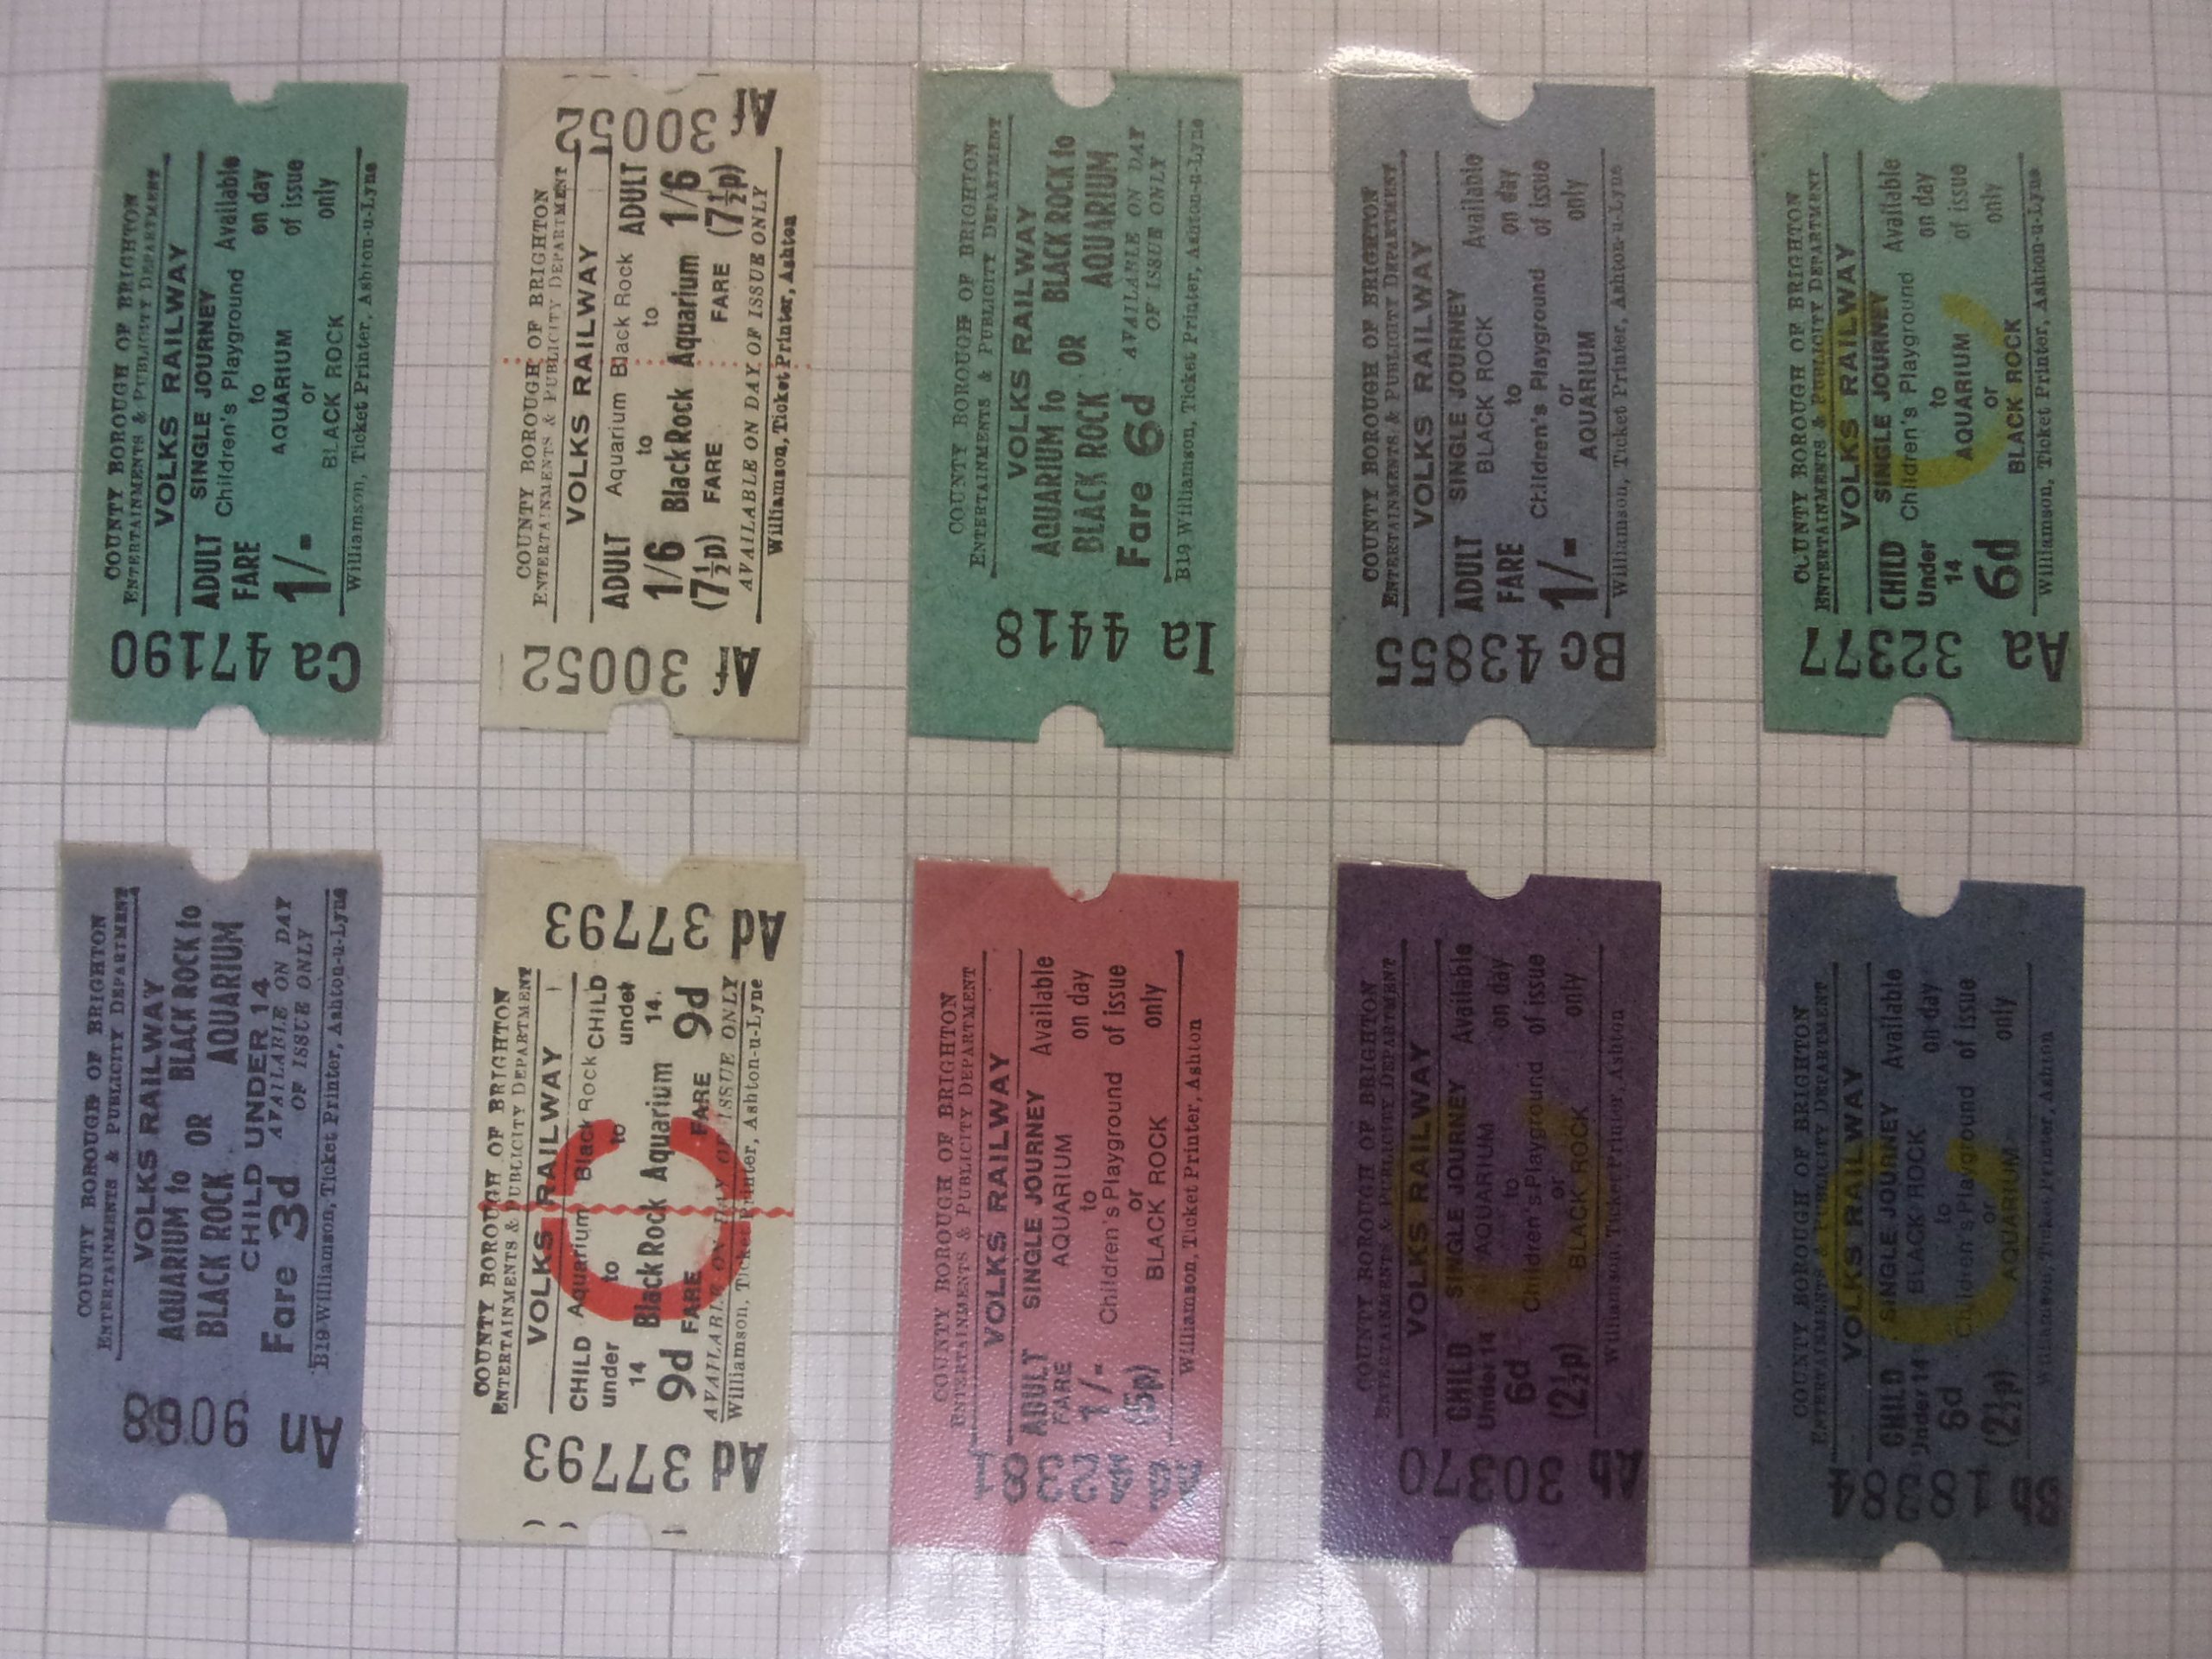 COUNTY BOROUGH OF BRIGHTON
ENTERTAINMENTS & PUBLICITY DEPARTMENT
VOLKS RAILWAY
ADULT SINGLE JOURNEY Available
FARE Children's Playground on day
to of issue
1/- AQUARIUM only
or
BLACK ROCK
Williamson, Ticket Printer, Ashton-u-Lyne
Ca 47190
COUNTY BOROUGH OF BRIGHTON
ENTERTAINMENTS & PUBLICITY DEPARTMENT
VOLKS RAILWAY
ADULT Aquarium Black Rock ADULT
to to
1/6 Black Rock Aquarium 1/6
(7½p) FARE FARE (7½p)
AVAILABLE ON DAY OF ISSUE ONLY
Williamson, Ticket Printer, Ashton
Af 30052
Af 30052
COUNTY BOROUGH OF BRIGHTON
ENTERTAINMENTS & PUBLICITY DEPARTMENT
VOLKS RAILWAY
AQUARIUM to BLACK ROCK to
BLACK ROCK OR AQUARIUM
Fare 6d AVAILABLE ON DAY
OF ISSUE ONLY
B19 Williamson, Ticket Printer, Ashton-u-Lyne
Ia 4418
COUNTY BOROUGH OF BRIGHTON
ENTERTAINMENTS & PUBLICITY DEPARTMENT
VOLKS RAILWAY
ADULT SINGLE JOURNEY Available
FARE BLACK ROCK on day
to of issue
1/- Children's Playground only
or
AQUARIUM
Williamson, Ticket Printer, Ashton-u-Lyne
Bc 43855
COUNTY BOROUGH OF BRIGHTON
ENTERTAINMENTS & PUBLICITY DEPARTMENT
VOLKS RAILWAY
CHILD SINGLE JOURNEY Available
Under Children's Playground on day
14 to of issue
6d AQUARIUM only
or
BLACK ROCK
Williamson, Ticket Printer, Ashton-u-Lyne
Aa 32377
COUNTY BOROUGH OF BRIGHTON
ENTERTAINMENTS & PUBLICITY DEPARTMENT
VOLKS RAILWAY
AQUARIUM to BLACK ROCK to
BLACK ROCK OR AQUARIUM
CHILD UNDER 14
Fare 3d AVAILABLE ON DAY
OF ISSUE ONLY
B19 Williamson, Ticket Printer, Ashton-u-Lyne
An
COUNTY BOROUGH OF BRIGHTON
ENTERTAINMENTS & PUBLICITY DEPARTMENT
VOLKS RAILWAY
CHILD Aquarium Black Rock CHILD
under to to under
14 Black Rock Aquarium 14
9d FARE FARE 9d
AVAILABLE ON DAY OF ISSUE ONLY
Williamson, Ticket Printer, Ashton-u-Lyne
Ad 37793
Ad 37793
COUNTY BOROUGH OF BRIGHTON
ENTERTAINMENTS & PUBLICITY DEPARTMENT
VOLKS RAILWAY
ADULT SINGLE JOURNEY Available
FARE AQUARIUM on day
1/- to of issue
(5p) Children's Playground only
or
BLACK ROCK
Williamson, Ticket Printer, Ashton
42381
COUNTY BOROUGH OF BRIGHTON
ENTERTAINMENTS & PUBLICITY DEPARTMENT
VOLKS RAILWAY
CHILD SINGLE JOURNEY Available
Under 14 AQUARIUM on day
6d to of issue
(2½p) Children's Playground only
or
BLACK ROCK
Williamson, Ticket Printer, Ashton
Ab 30370
COUNTY BOROUGH OF BRIGHTON
ENTERTAINMENTS & PUBLICITY DEPARTMENT
VOLKS RAILWAY
CHILD SINGLE JOURNEY Available
Under 14 BLACK ROCK on day
6d to of issue
(2½p) Children's Playground only
or
AQUARIUM
Williamson, Ticket Printer, Ashton
18384